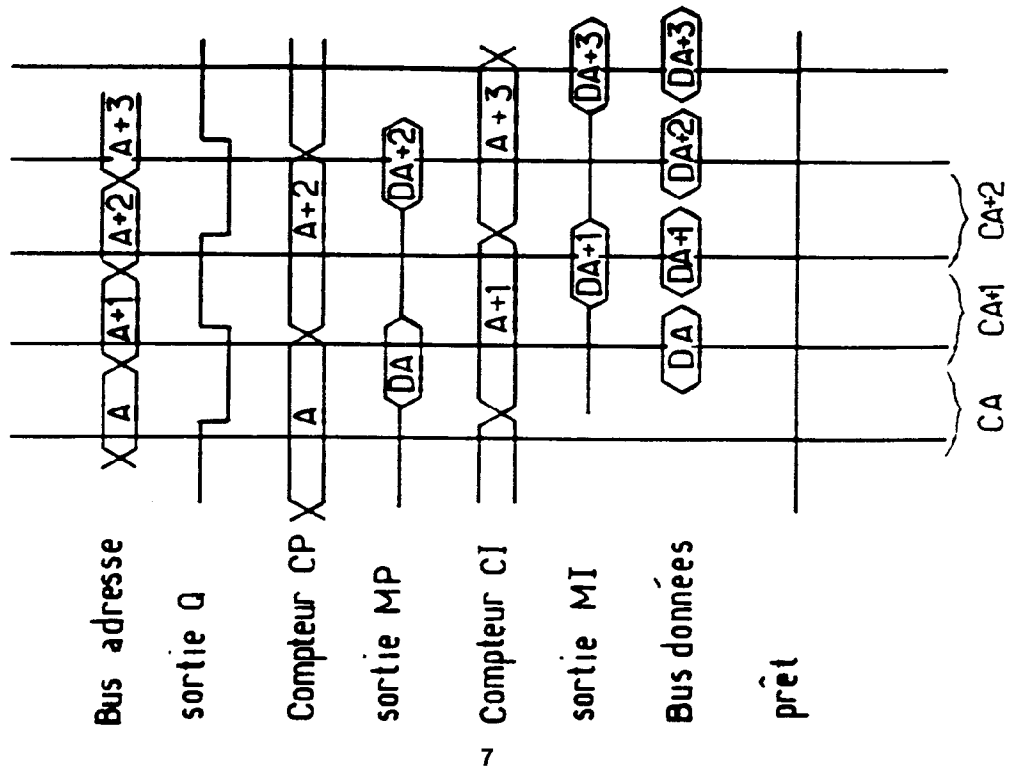 Bus adresse
A
A+1
A+2
A+3
sortie Q
Compteur CP
A
A+2
sortie MP
DA
DA+2
Compteur CI
A+1
A+3
sortie MI
DA+1
DA+3
Bus données
DA
DA+1
DA+2
DA+3
prêt
CA
CA+1
CA+2
7